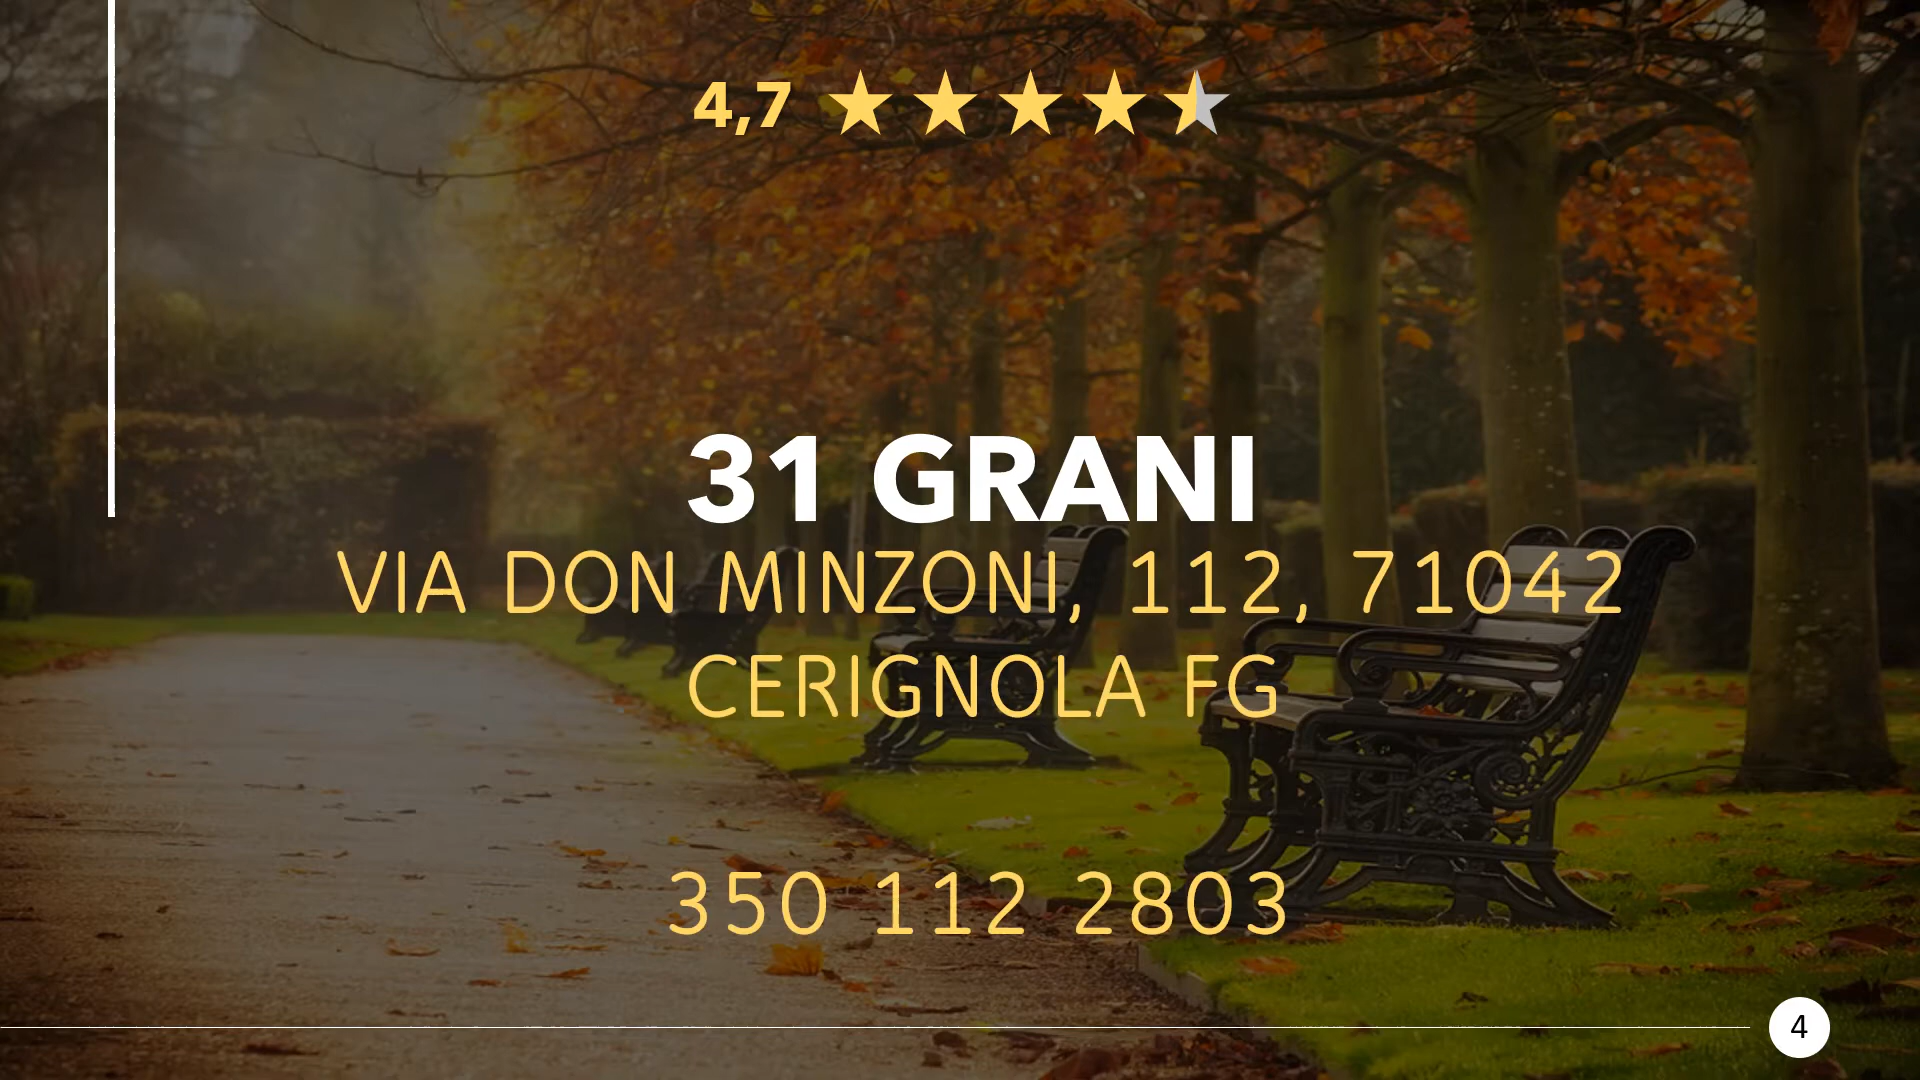 4,7
31 GRANI
VIA DON MINZONI, 112, 71042
CERIGNOLA FG
350 112 2803
4